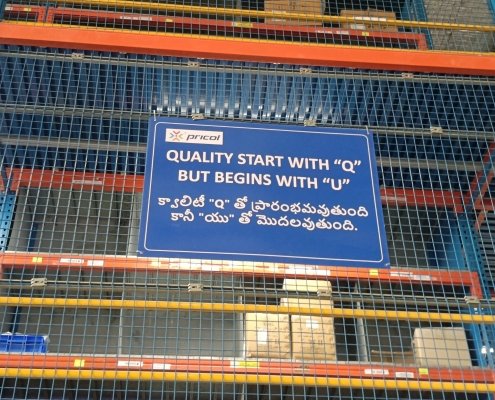 pricol
QUALITY START WITH "Q"
BUT BEGINS WITH "U"
క్వాలిటీ "Q" తో ప్రారంభమవుతుంది
కానీ "యు" తో మొదలవుతుంది.